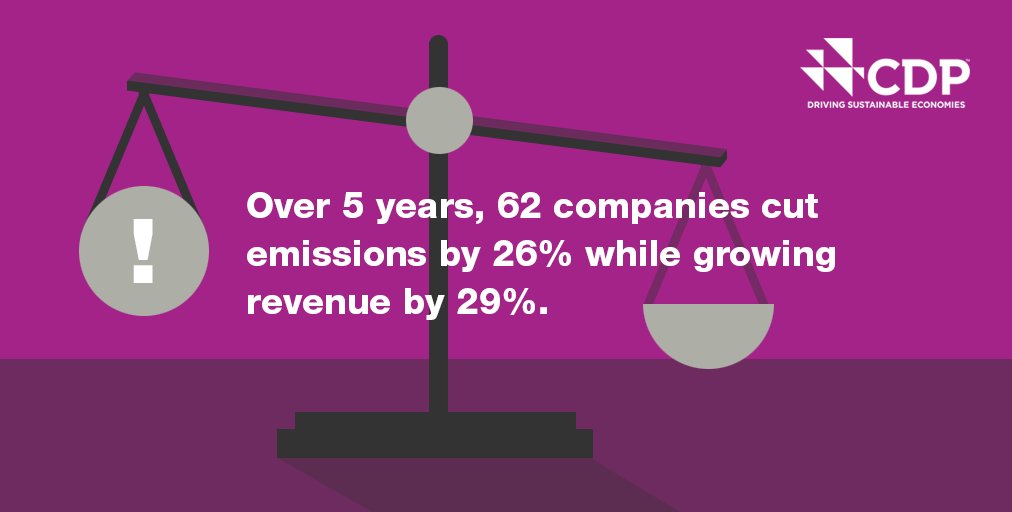 CDP
DRIVING SUSTAINABLE ECONOMIES
!
Over 5 years, 62 companies cut
emissions by 26% while growing
revenue by 29%.